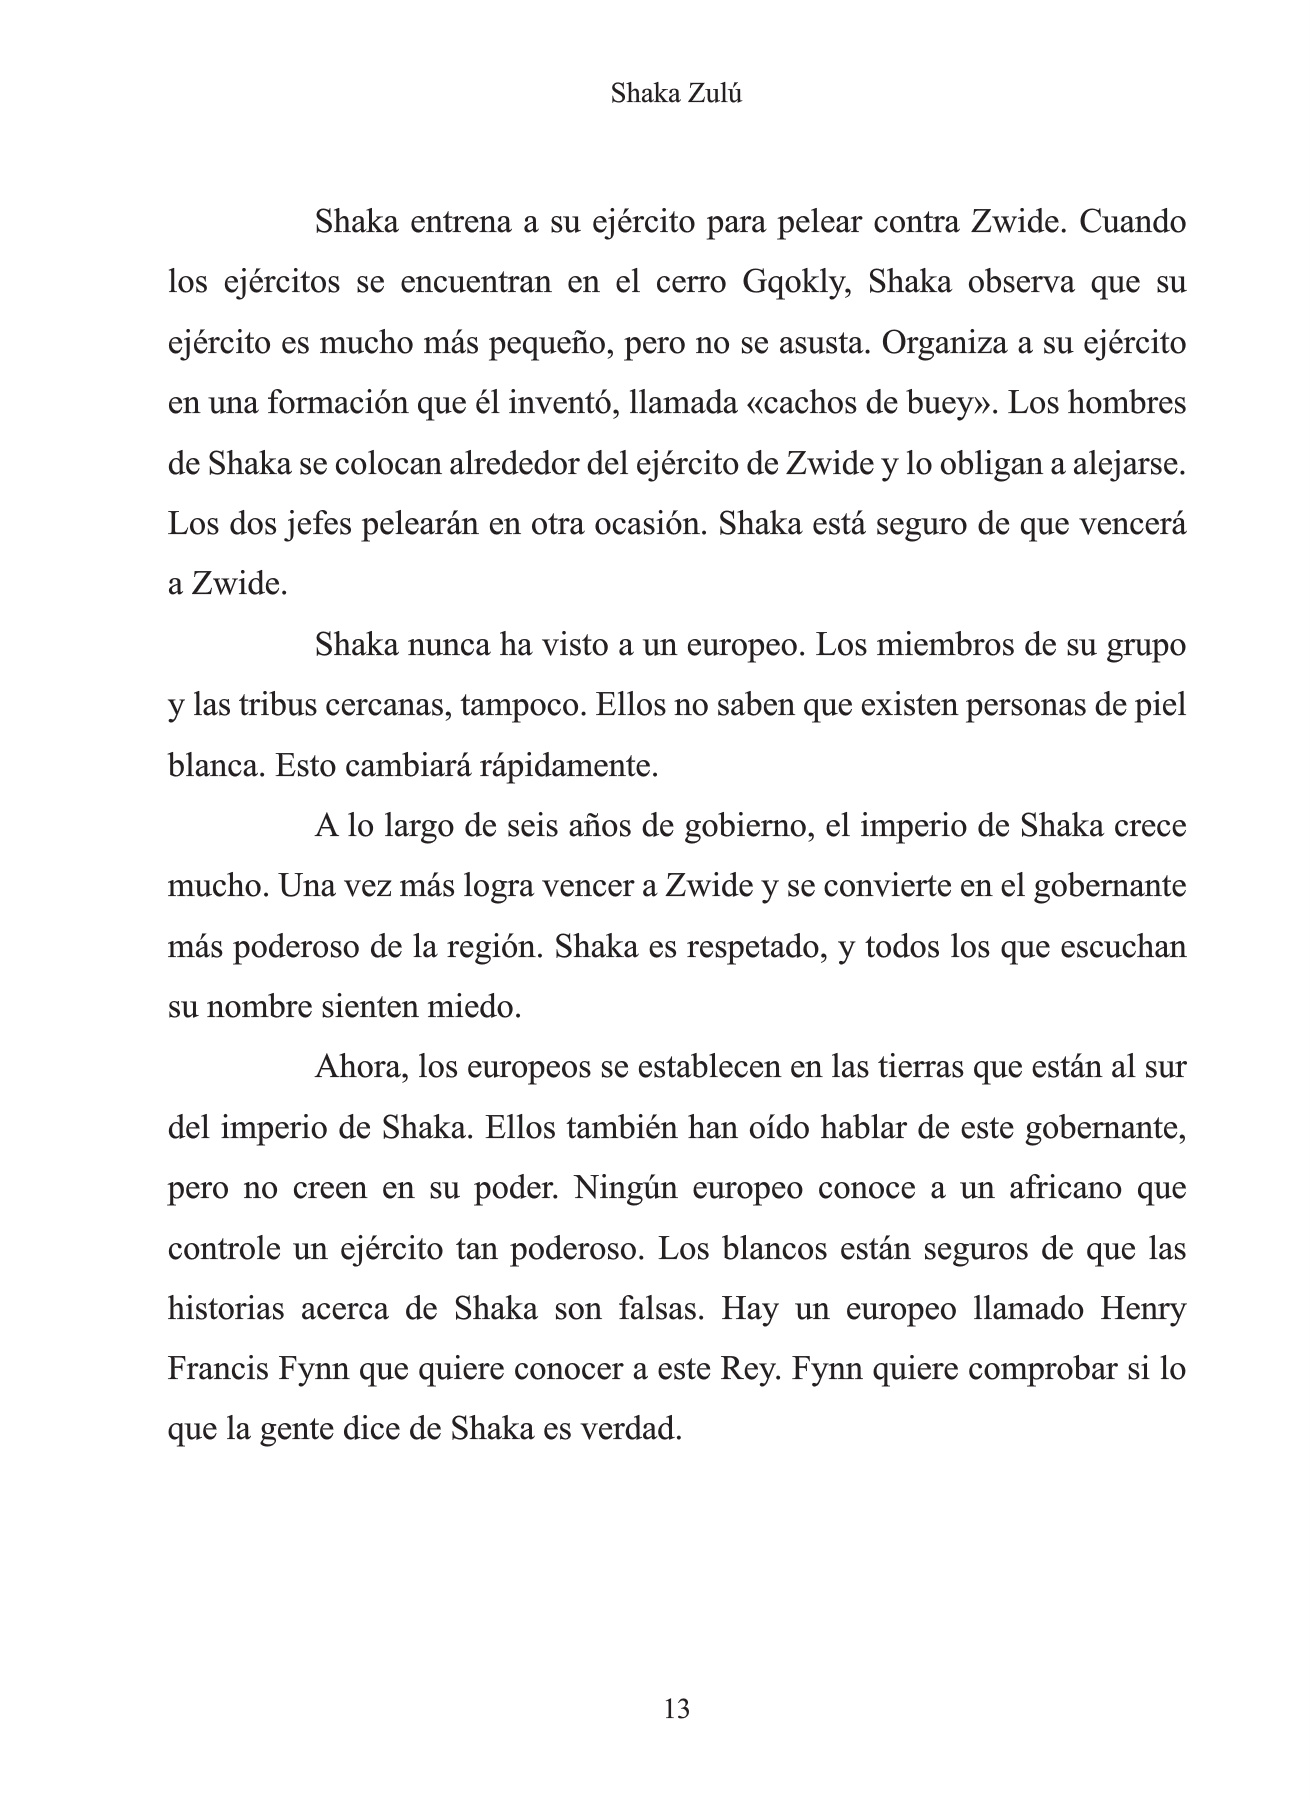 Shaka Zulú
Shaka entrena a su ejército para pelear contra Zwide. Cuando
los ejércitos se encuentran en el cerro Gqokly, Shaka observa que su
ejército es mucho más pequeño, pero no se asusta. Organiza a su ejército
en una formación que él inventó, llamada «cachos de buey». Los hombres
de Shaka se colocan alrededor del ejército de Zwide y lo obligan a alejarse.
Los dos jefes pelearán en otra ocasión. Shaka está seguro de que vencerá
a Zwide.
Shaka nunca ha visto a un europeo. Los miembros de su grupo
y las tribus cercanas, tampoco. Ellos no saben que existen personas de piel
blanca. Esto cambiará rápidamente.
A lo largo de seis años de gobierno, el imperio de Shaka crece
mucho. Una vez más logra vencer a Zwide y se convierte en el gobernante
más poderoso de la región. Shaka es respetado, y todos los que escuchan
su nombre sienten miedo.
Ahora, los europeos se establecen en las tierras que están al sur
del imperio de Shaka. Ellos también han oído hablar de este gobernante,
pero no creen en su poder. Ningún europeo conoce a un africano que
controle un ejército tan poderoso. Los blancos están seguros de que las
historias acerca de Shaka son falsas. Hay un europeo llamado Henry
Francis Fynn que quiere conocer a este Rey. Fynn quiere comprobar si lo
que la gente dice de Shaka es verdad.
13